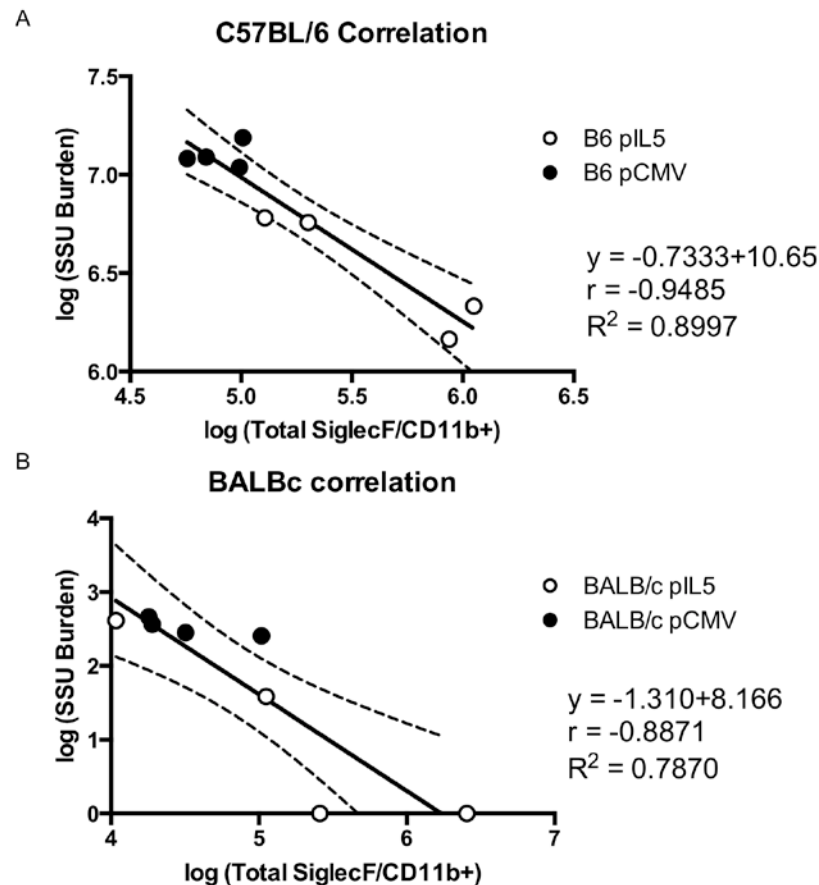 A
C57BL/6 Correlation
7.5
7.0
6.5
6.0
log (SSU Burden)
4.5 5.0 5.5 6.0 6.5
log (Total SiglecF/CD11b+)
B6 pIL5
B6 pCMV
y = -0.7333+10.65
r = -0.9485
R² = 0.8997
B
BALBc correlation
4
3
2
1
0
log (SSU Burden)
4 5 6 7
log (Total SiglecF/CD11b+)
BALB/c pIL5
BALB/c pCMV
y = -1.310+8.166
r = -0.8871
R² = 0.7870